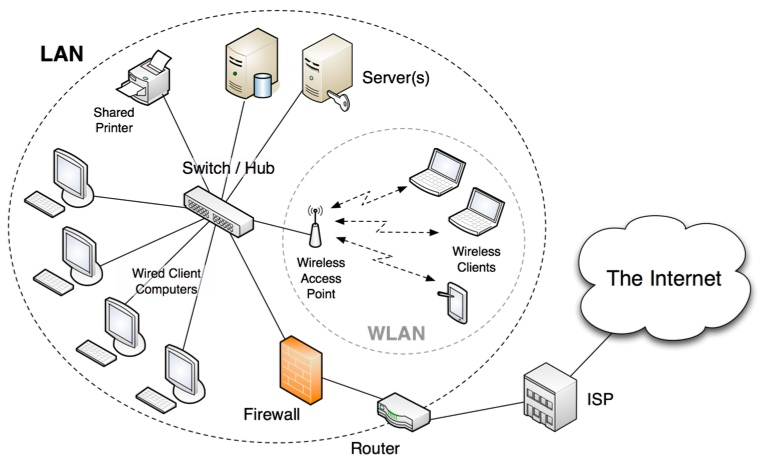 LAN
Shared
Printer
Server(s)
Switch / Hub
Wired Client
Computers
Wireless
Access
Point
Wireless
Clients
WLAN
The Internet
Firewall
Router
ISP